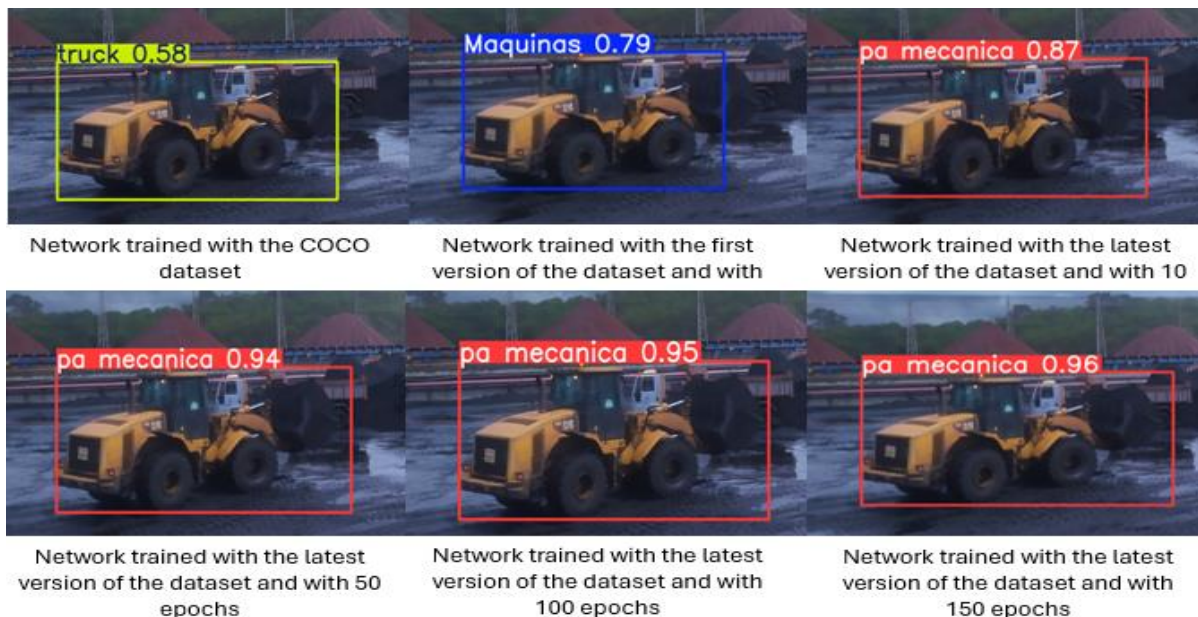 truck 0.58
Maquinas 0.79
pa mecanica 0.87
Network trained with the COCO
dataset
Network trained with the first
version of the dataset and with
Network trained with the latest
version of the dataset and with 10
pa mecanica 0.94
pa mecanica 0.95
pa mecanica 0.96
Network trained with the latest
version of the dataset and with 50
epochs
Network trained with the latest
version of the dataset and with
100 epochs
Network trained with the latest
version of the dataset and with
150 epochs